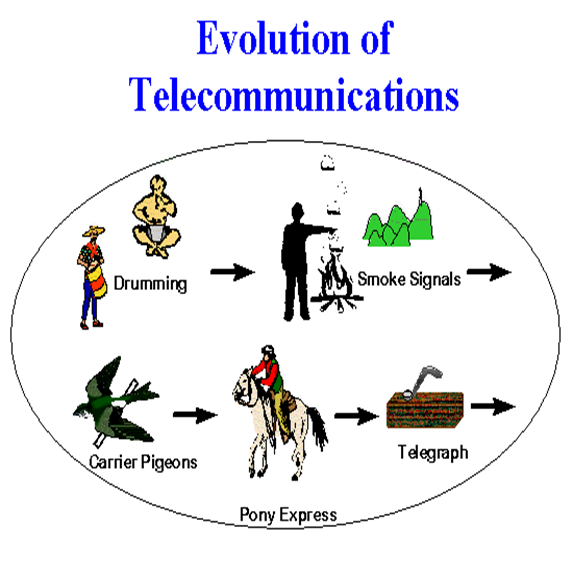 Evolution of
Telecommunications
Drumming
Smoke Signals
Carrier Pigeons
Pony Express
Telegraph